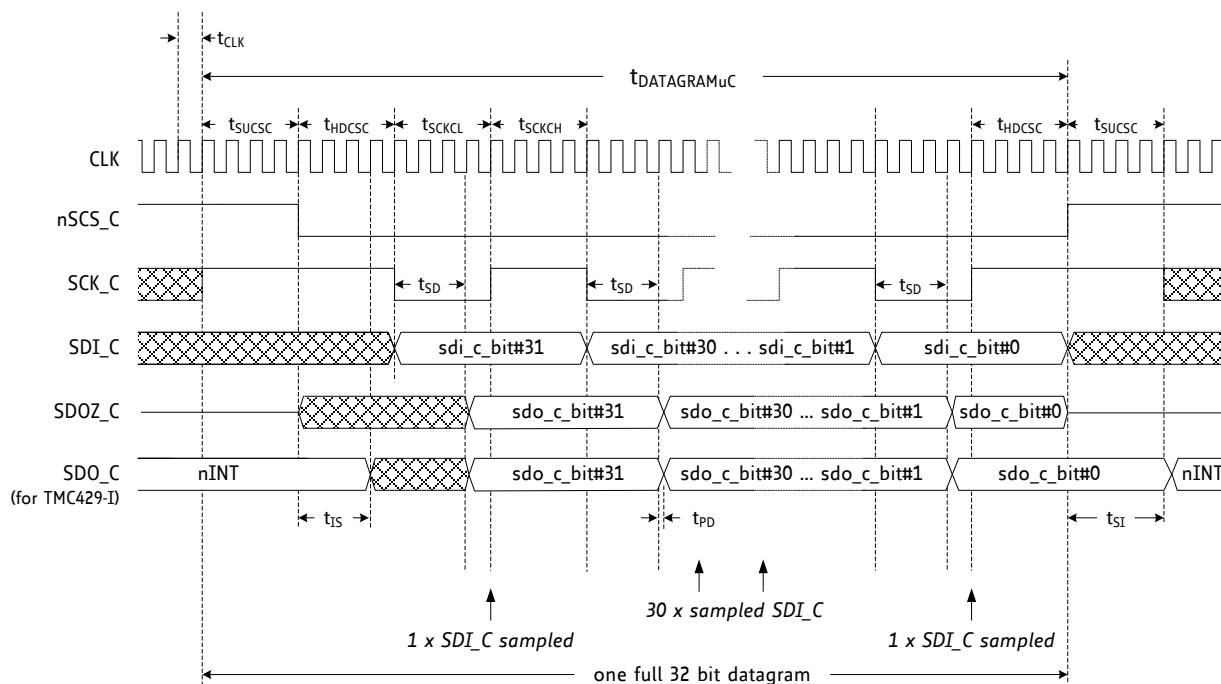 tCLK
tDATAGRAMuC
tSUCSC tHDCSC tSCKCL tSCKCH tHDCSC tSUCSC
CLK
nSCS_C
SCK_C tSD tSD tSD
SDI_C sdi_c_bit#31 sdi_c_bit#30 . . . sdi_c_bit#1 sdi_c_bit#0
SDOZ_C sdo_c_bit#31 sdo_c_bit#30 ... sdo_c_bit#1 sdo_c_bit#0
SDO_C nINT sdo_c_bit#31 sdo_c_bit#30 ... sdo_c_bit#1 sdo_c_bit#0 nINT
(for TMC429-I)
tIS tPD tSI
30 x sampled SDI_C
1 x SDI_C sampled 1 x SDI_C sampled
one full 32 bit datagram